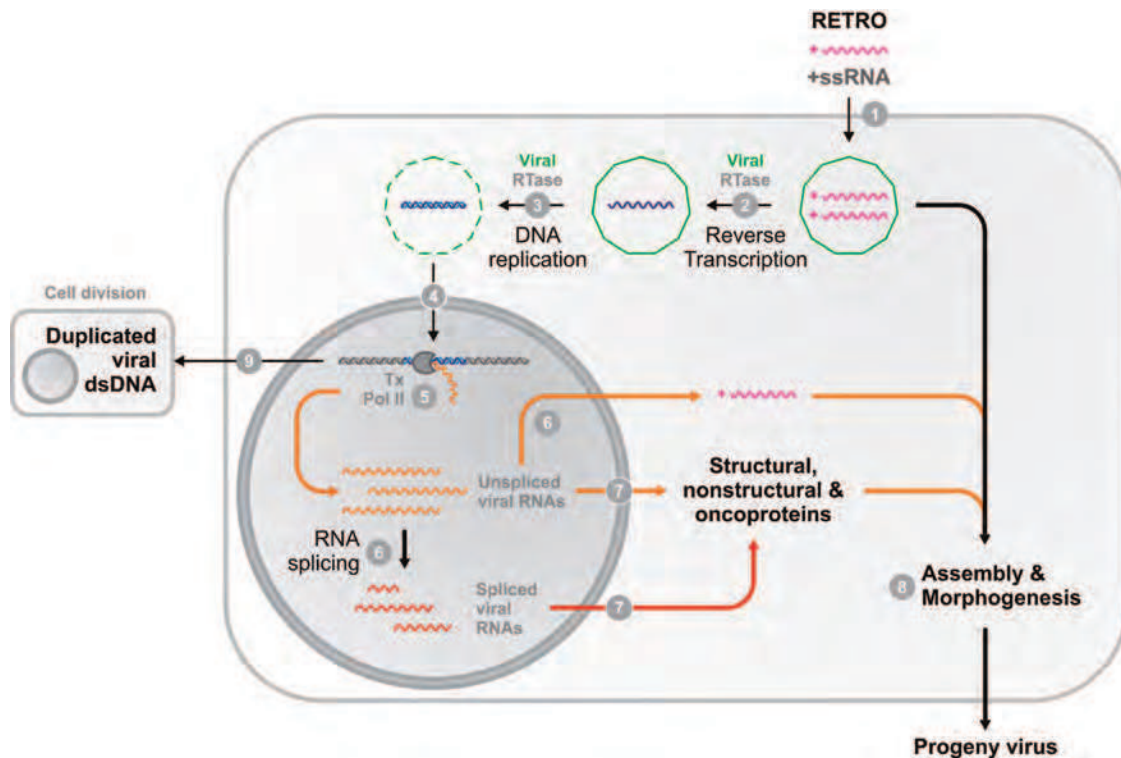 RETRO
+
+ssRNA
1
Viral
RTase
3
DNA
replication
Viral
RTase
2
Reverse
Transcription
+
+
4
Cell division
Duplicated
viral
dsDNA
9
Tx
Pol II
5
6
+
Unspliced
viral RNAs
7
Structural,
nonstructural &
oncoproteins
RNA
splicing
6
Spliced
viral
RNAs
7
8
Assembly &
Morphogenesis
Progeny virus